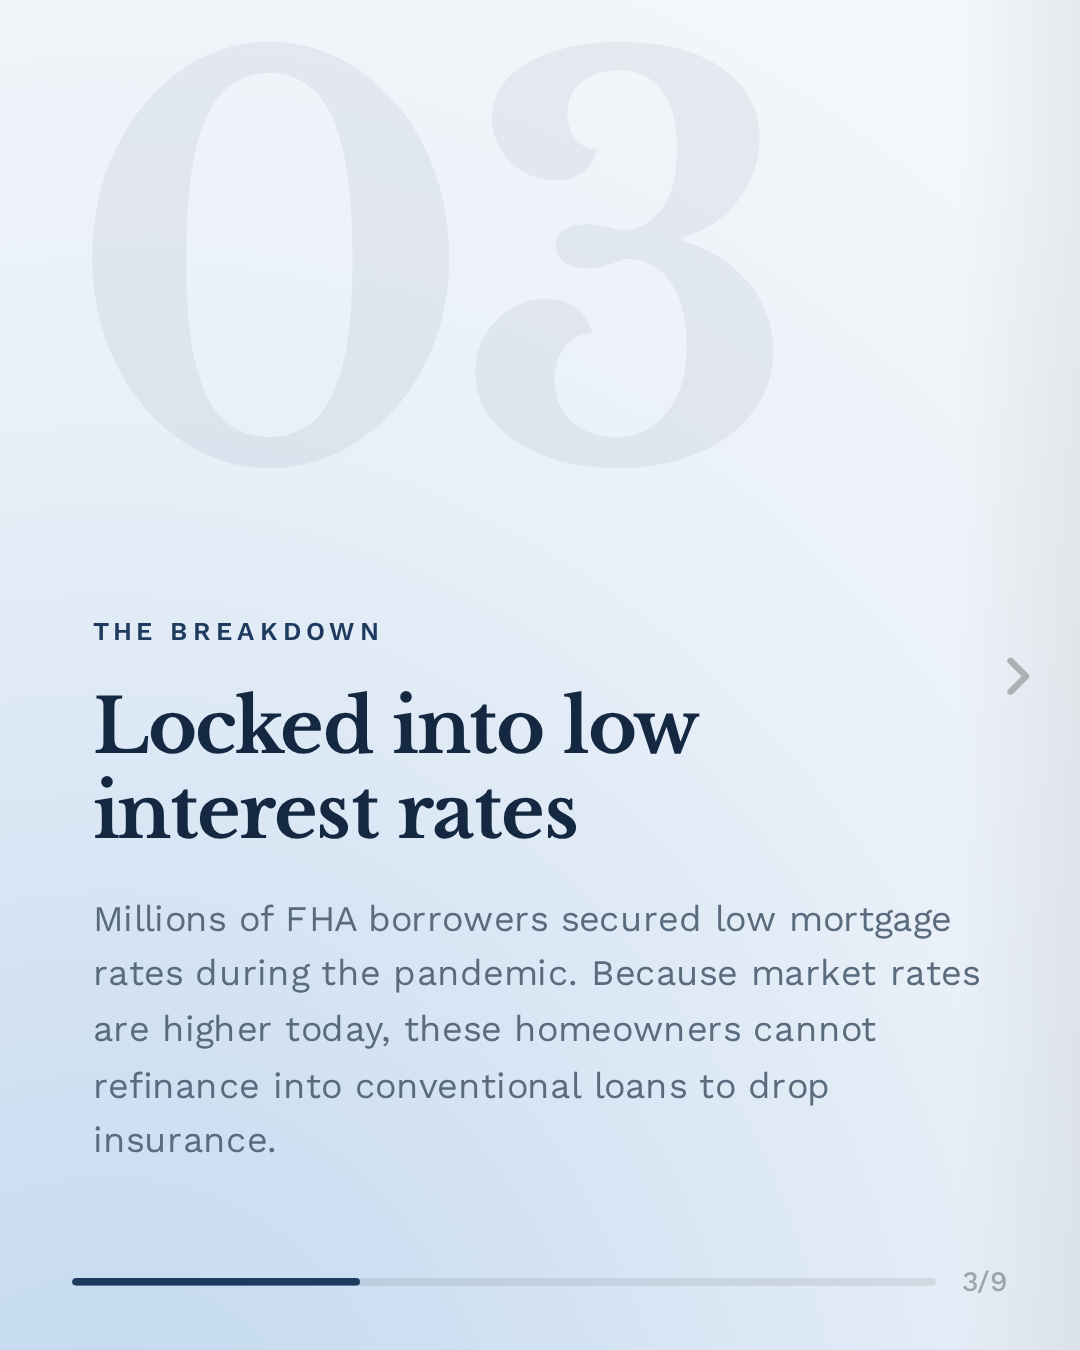 03
THE BREAKDOWN
Locked into low
interest rates
Millions of FHA borrowers secured low mortgage
rates during the pandemic. Because market rates
are higher today, these homeowners cannot
refinance into conventional loans to drop
insurance.
3/9